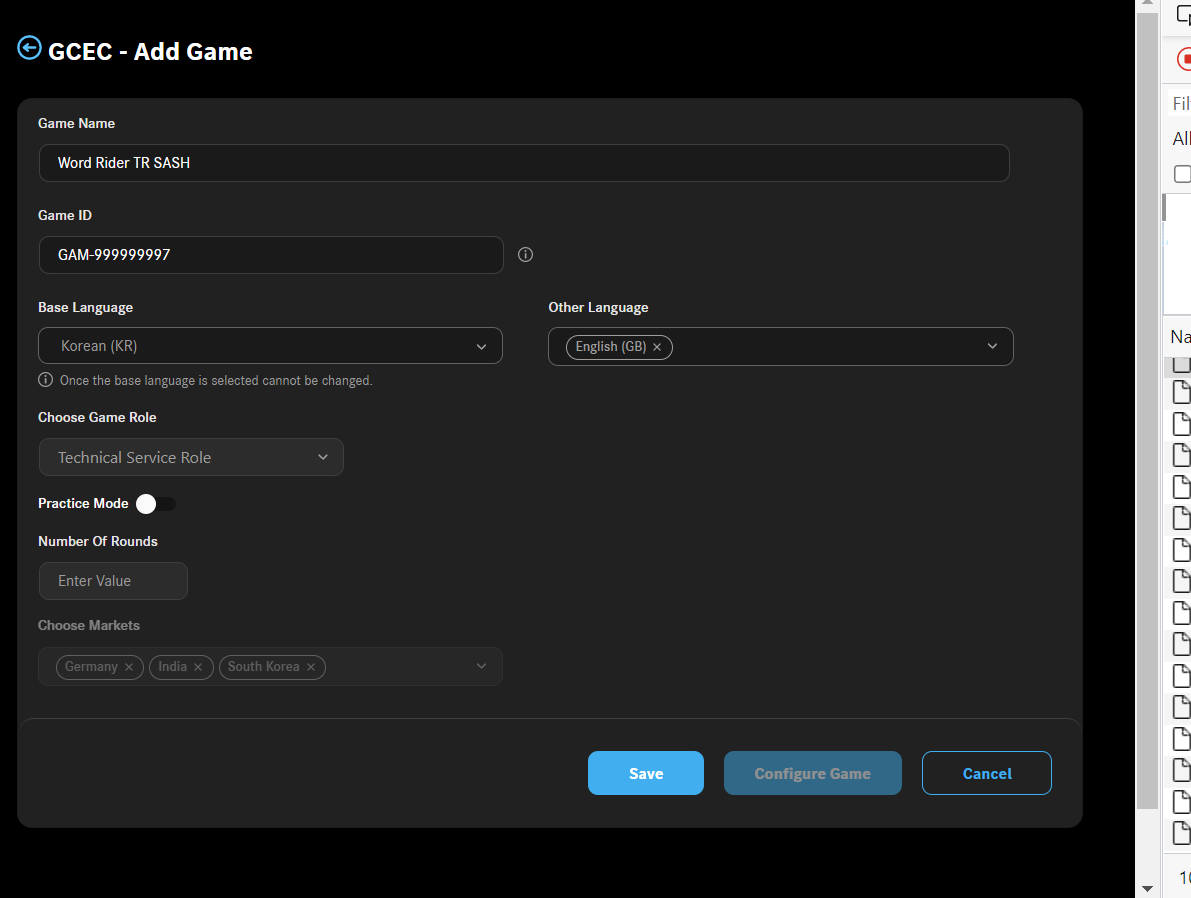 GCEC - Add Game
Game Name
Word Rider TR SASH
Game ID
GAM-999999997
Base Language
Other Language
Korean (KR)
English (GB)
Once the base language is selected cannot be changed.
Choose Game Role
Technical Service Role
Practice Mode
Number Of Rounds
Enter Value
Choose Markets
Germany India South Korea
Save Configure Game Cancel
Fil
All
Na